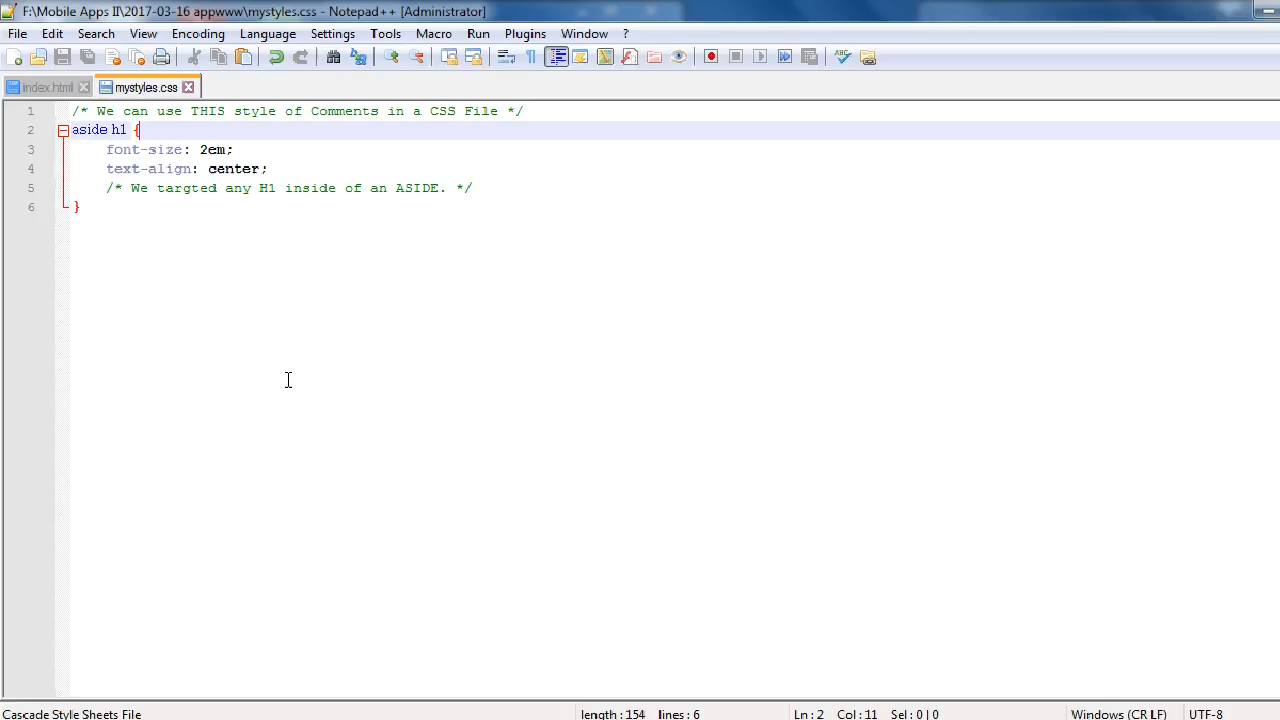 F:\Mobile Apps II\2017-03-16 appwww\mystyles.css - Notepad++ [Administrator]
File Edit Search View Encoding Language Settings Tools Macro Run Plugins Window ?
index.html mystyles.css
1 /* We can use THIS style of Comments in a CSS File */
2 aside h1 {
3 font-size: 2em;
4 text-align: center;
5 /* We targted any H1 inside of an ASIDE. */
6 }
Cascade Style Sheets File length : 154 lines : 6 Ln : 2 Col : 11 Sel : 0 | 0 Windows (CR LF) UTF-8